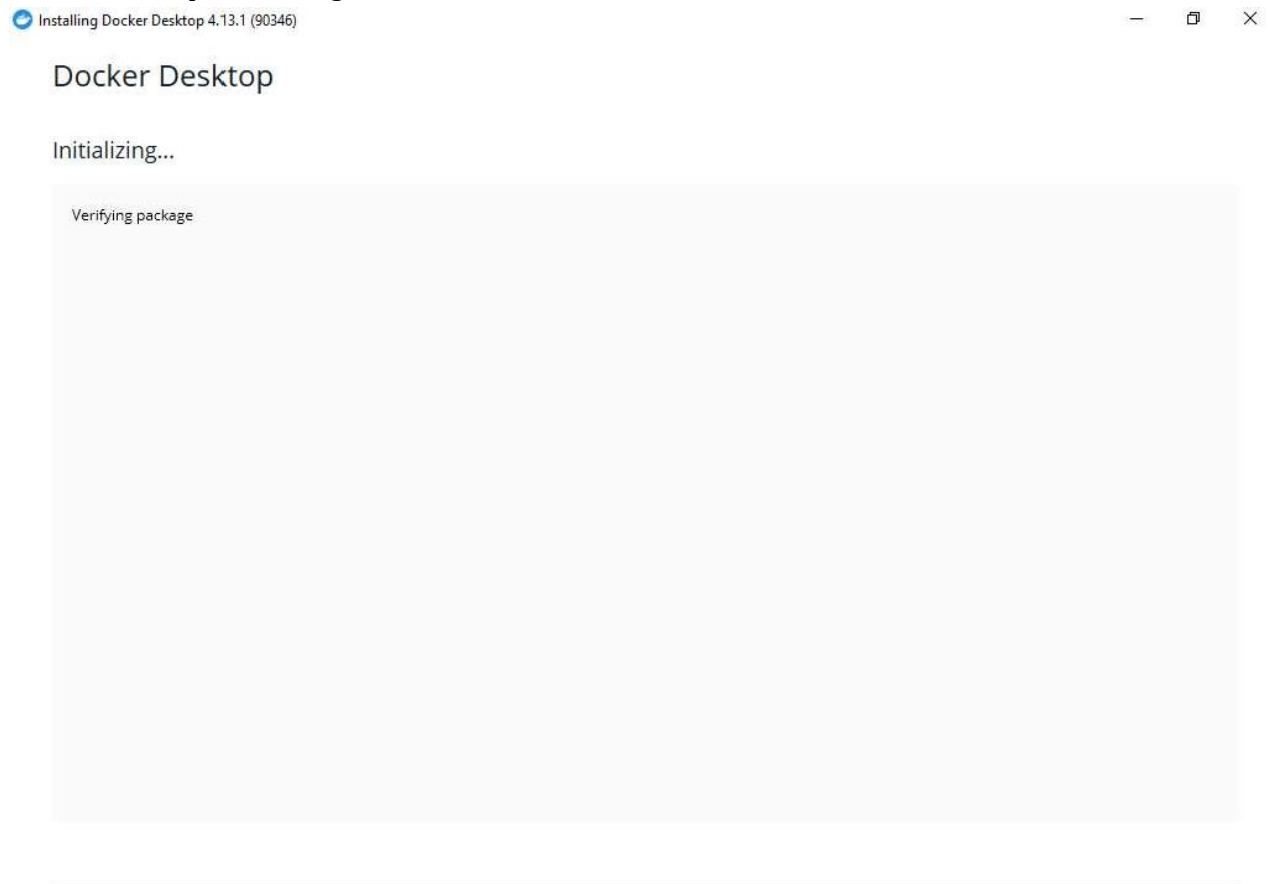 Installing Docker Desktop 4.13.1 (90346)
Docker Desktop
Initializing...
Verifying package